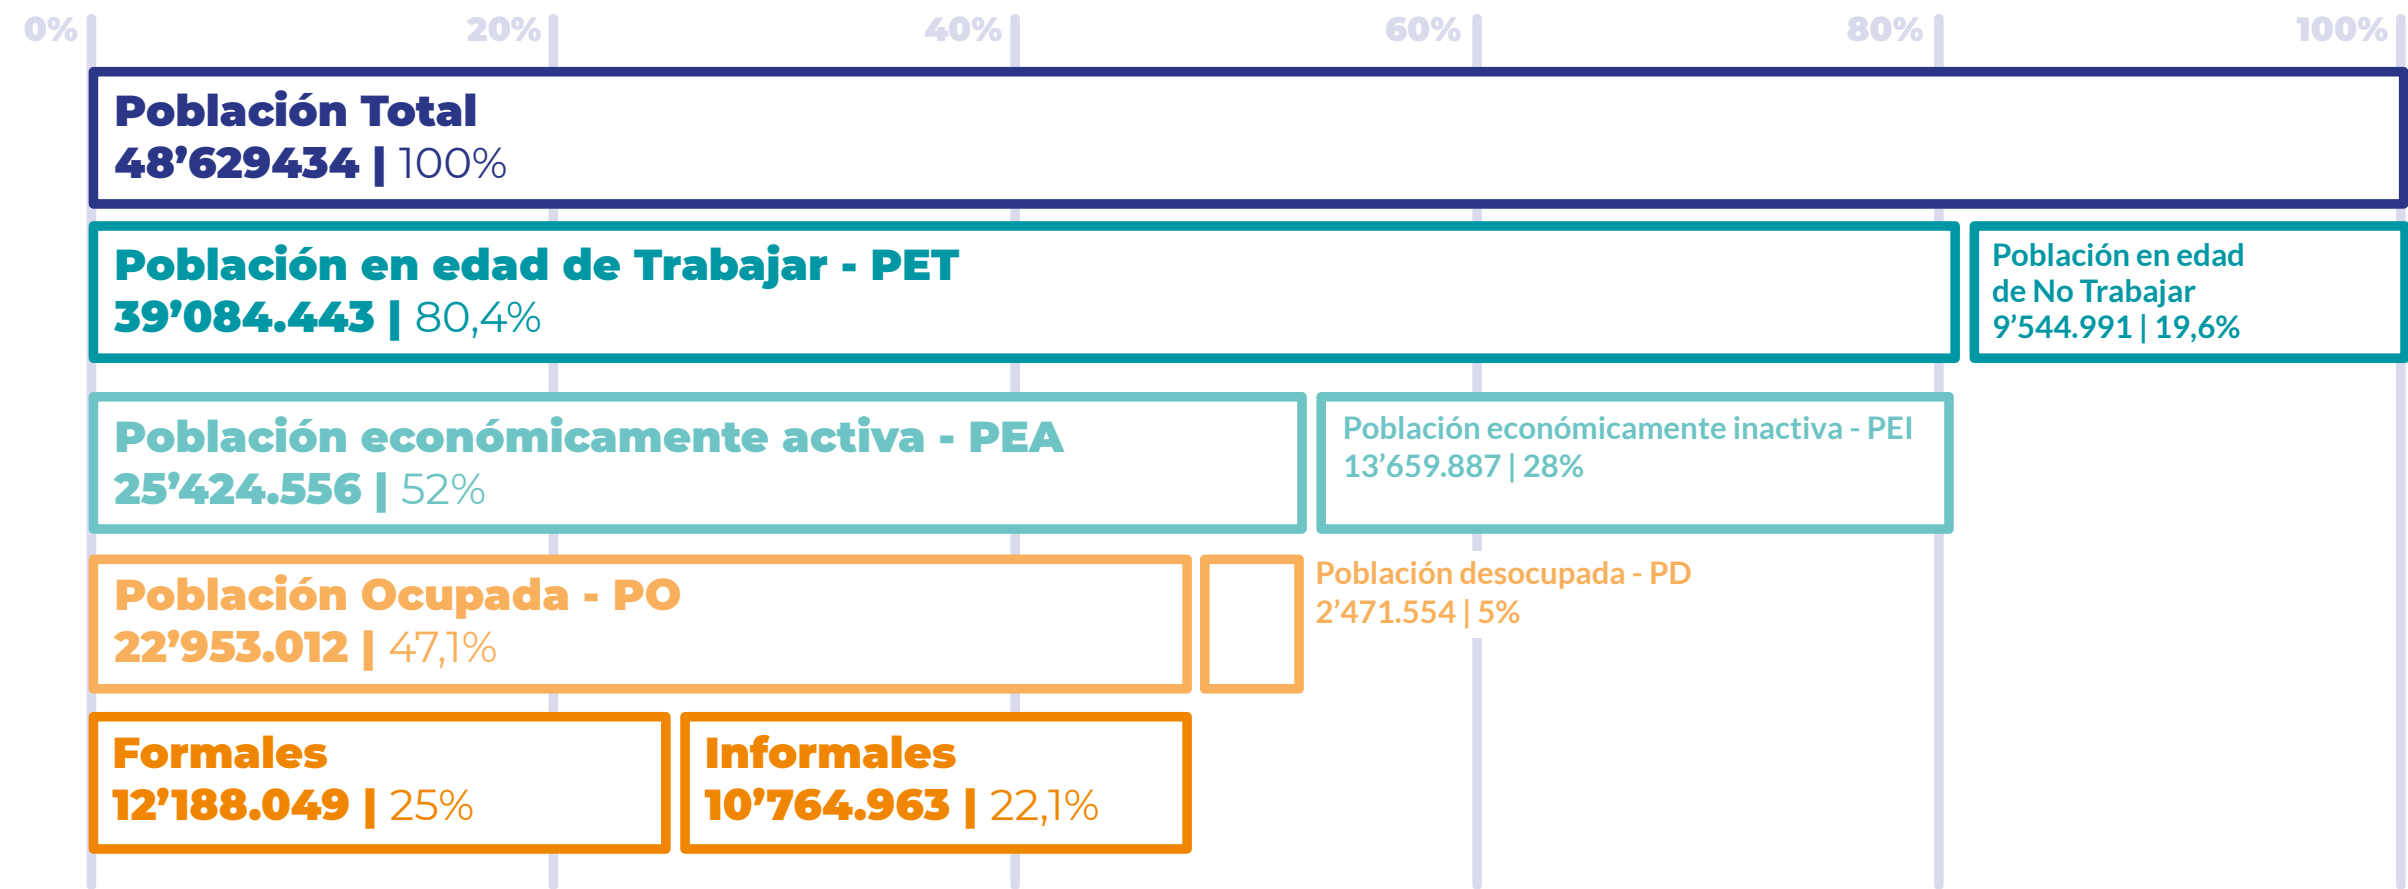 0%
20%
40%
60%
80%
100%
Población Total
48’629434 | 100%
Población en edad de Trabajar - PET
39’084.443 | 80,4%
Población en edad
de No Trabajar
9’544.991 | 19,6%
Población económicamente activa - PEA
25’424.556 | 52%
Población económicamente inactiva - PEI
13’659.887 | 28%
Población Ocupada - PO
22’953.012 | 47,1%
Población desocupada - PD
2’471.554 | 5%
Formales
12’188.049 | 25%
Informales
10’764.963 | 22,1%